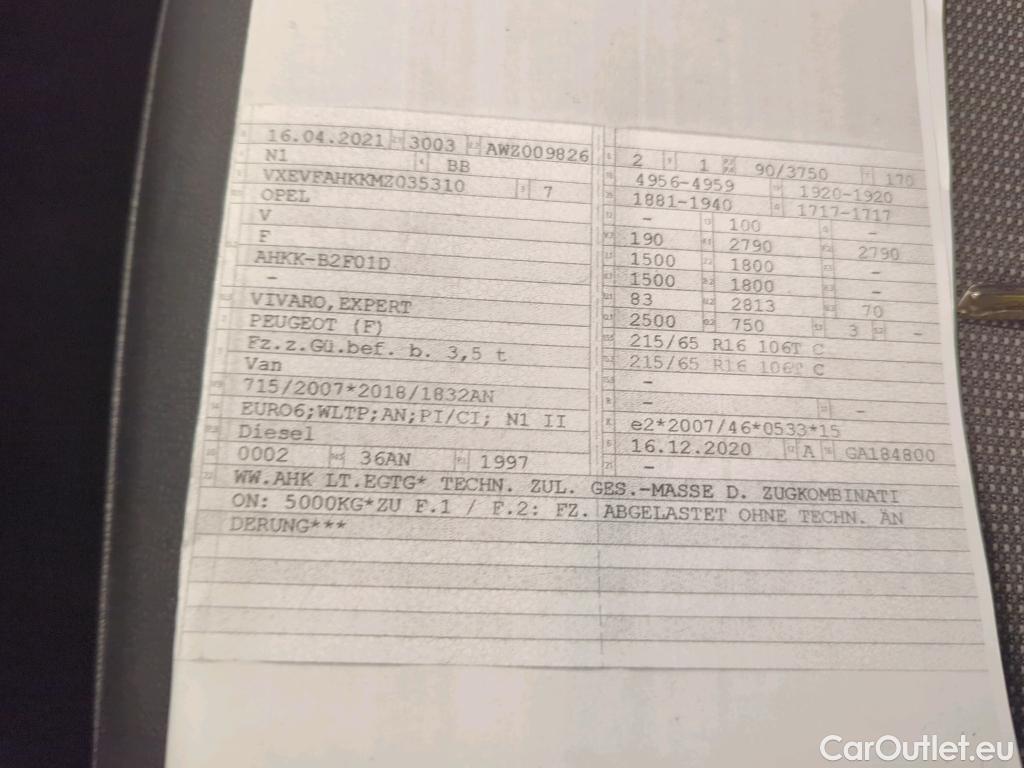 16.04.2021 3003 AWZ009826
N1 BB
VXEVFAHKKMZ035310 7
OPEL
V
F
AHKK-B2F01D
-
VIVARO,EXPERT
PEUGEOT (F)
Fz.z.Gü.bef. b. 3,5 t
Van
715/2007*2018/1832AN
EURO6;WLTP;AN;PI/CI; N1 II
Diesel
0002 36AN 1997
2 1 90/3750 170
4956-4959 1920-1920
1881-1940 1717-1717
- 100 -
190 2790 2790
1500 1800 -
1500 1800 -
83 2813 70
2500 750 3 -
215/65 R16 106T C
215/65 R16 106T C
-
- -
e2*2007/46*0533*15
16.12.2020 A GA184800
-
WW.AHK LT.EGTG* TECHN. ZUL. GES.-MASSE D. ZUGKOMBINATI
ON: 5000KG*ZU F.1 / F.2: FZ. ABGELASTET OHNE TECHN. ÄN
DERUNG***
CarOutlet.eu